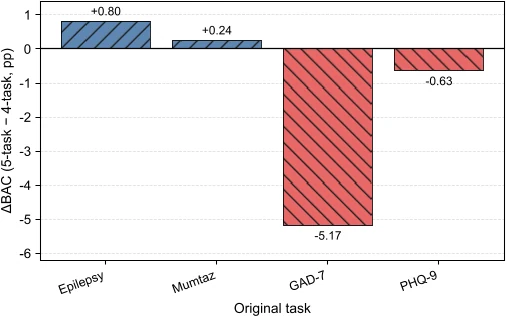 +0.80
+0.24
-5.17
-0.63
1
0
-1
-2
-3
-4
-5
-6
ΔBAC (5-task − 4-task, pp)
Epilepsy
Mumtaz
GAD-7
PHQ-9
Original task